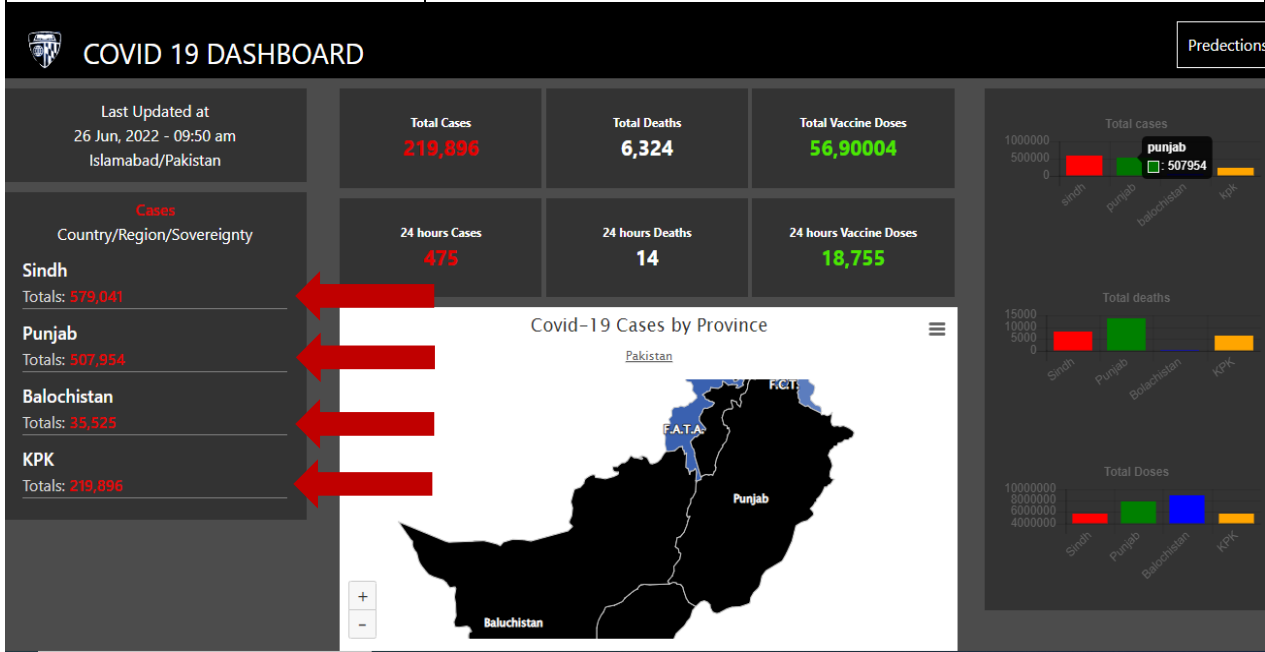 COVID 19 DASHBOARD
Predections
Last Updated at
26 Jun, 2022 - 09:50 am
Islamabad/Pakistan
Cases
Country/Region/Sovereignty
Sindh
Totals: 579,041
Punjab
Totals: 507,954
Balochistan
Totals: 35,525
KPK
Totals: 219,896
Total Cases
219,896
Total Deaths
6,324
Total Vaccine Doses
56,90004
24 hours Cases
475
24 hours Deaths
14
24 hours Vaccine Doses
18,755
Covid-19 Cases by Province
Pakistan
F.C.T.
F.A.T.A.
Punjab
Baluchistan
+
-
Total cases
1000000
500000
0
punjab
: 507954
sindh
punjab
balochistan
kpk
Total deaths
15000
10000
5000
0
Sindh
Punjab
Bolachistan
KPK
Total Doses
10000000
8000000
6000000
4000000
Sindh
Punjab
Balachistan
KPK